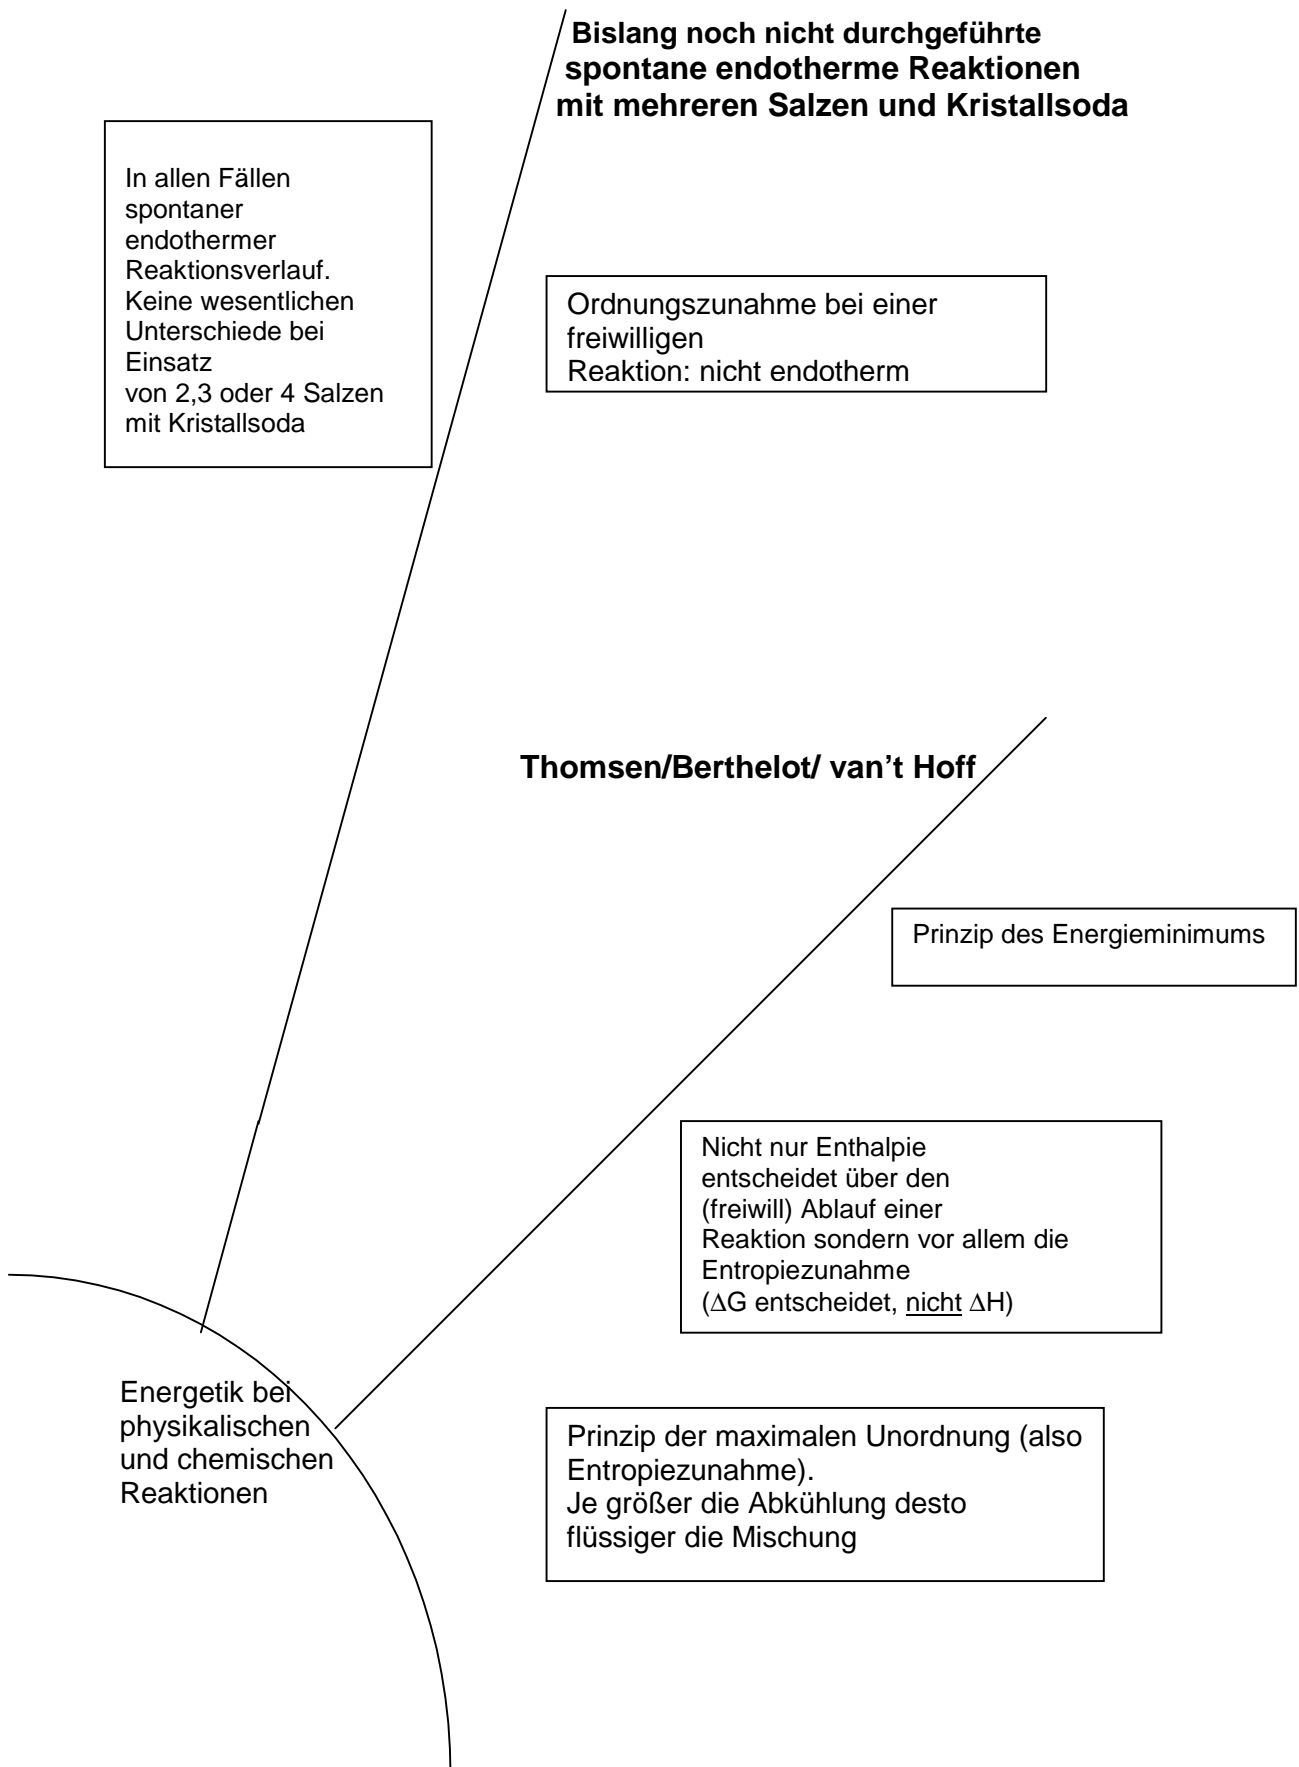 Bislang noch nicht durchgeführte
spontane endotherme Reaktionen
mit mehreren Salzen und Kristallsoda
In allen Fällen
spontaner
endothermer
Reaktionsverlauf.
Keine wesentlichen
Unterschiede bei
Einsatz
von 2,3 oder 4 Salzen
mit Kristallsoda
Ordnungszunahme bei einer
freiwilligen
Reaktion: nicht endotherm
Thomsen/Berthelot/ van’t Hoff
Prinzip des Energieminimums
Nicht nur Enthalpie
entscheidet über den
(freiwill) Ablauf einer
Reaktion sondern vor allem die
Entropiezunahme
(∆G entscheidet, nicht ∆H)
Energetik bei
physikalischen
und chemischen
Reaktionen
Prinzip der maximalen Unordnung (also
Entropiezunahme).
Je größer die Abkühlung desto
flüssiger die Mischung